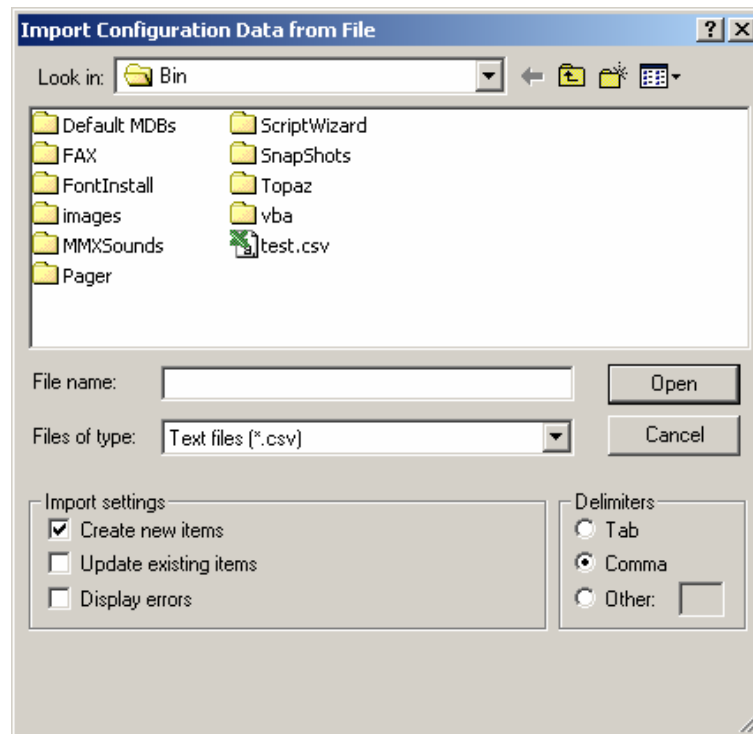 Import Configuration Data from File
Look in: Bin
Default MDBs ScriptWizard
FAX SnapShots
FontInstall Topaz
images vba
MMXSounds test.csv
Pager
File name: Open
Files of type: Text files (*.csv) Cancel
Import settings Delimiters
Create new items Tab
Update existing items Comma
Display errors Other: